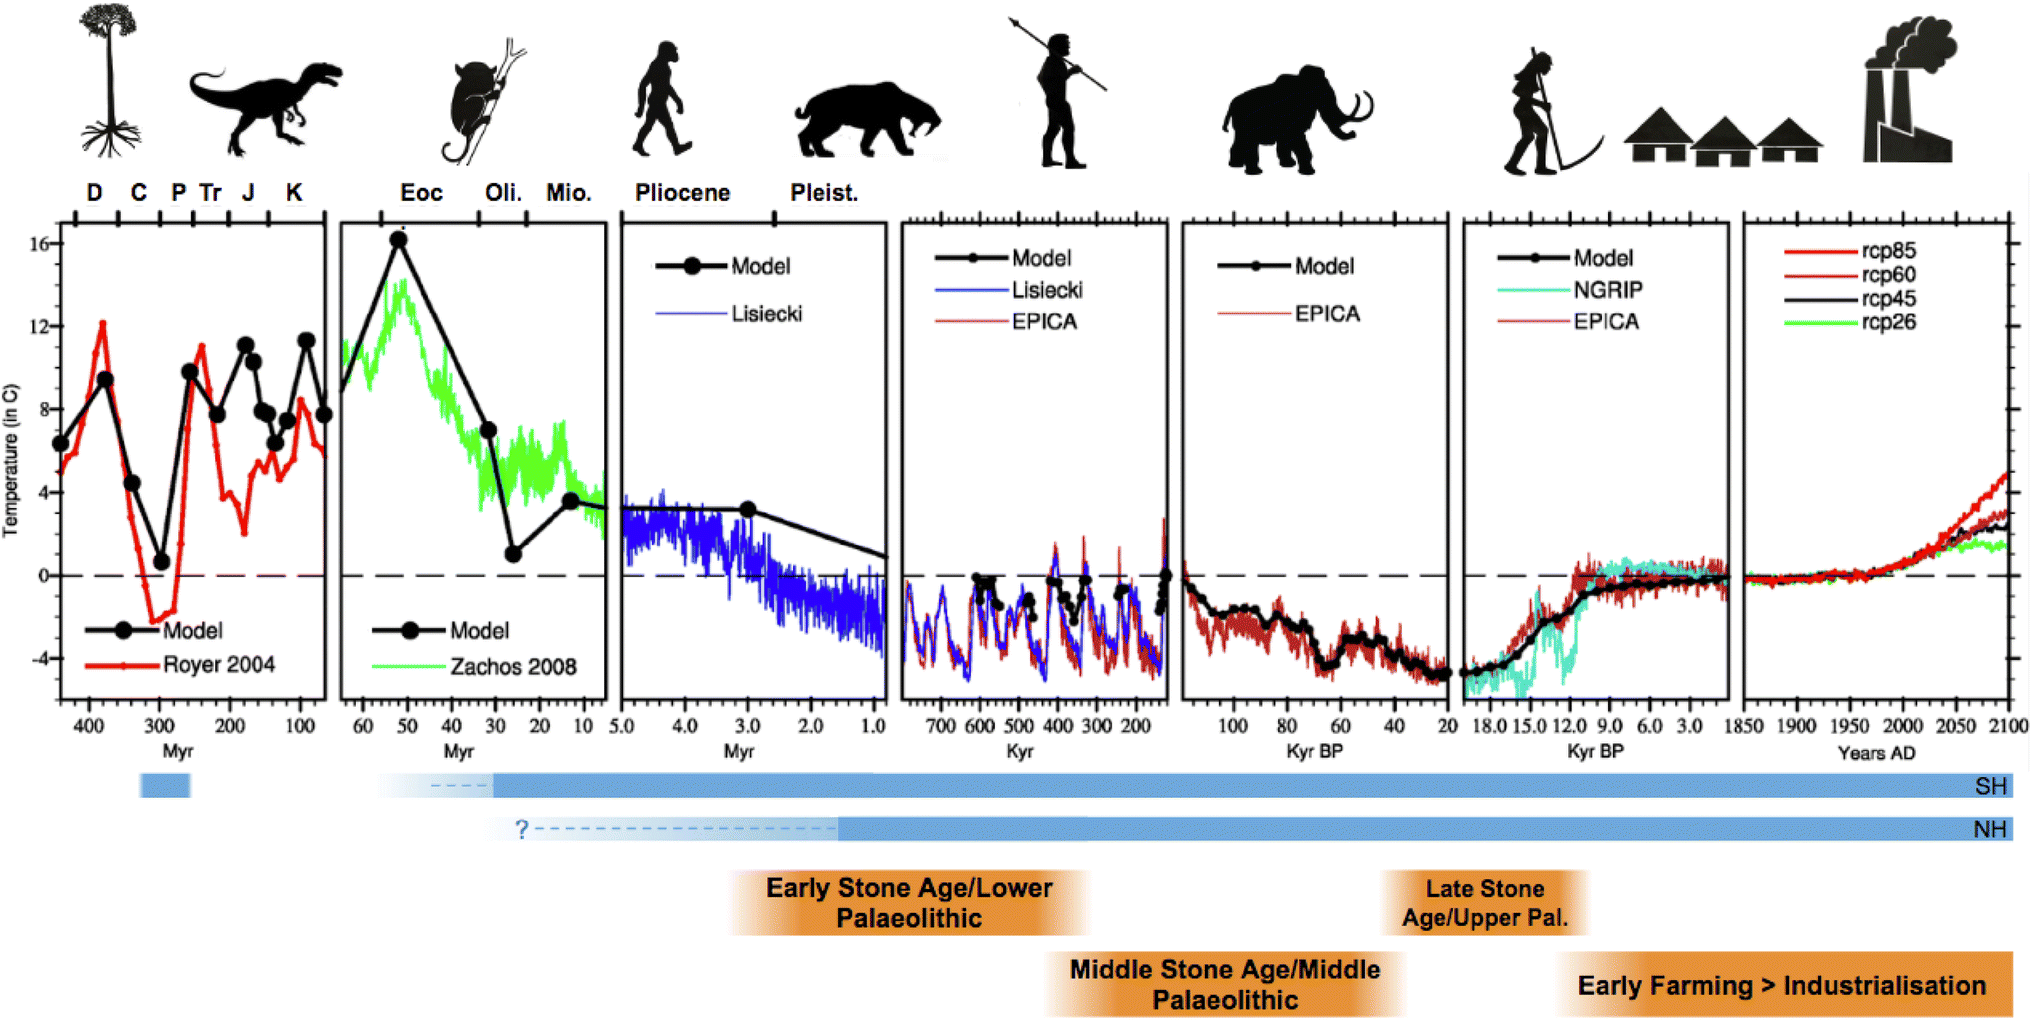 D C P Tr J K Eoc Oli. Mio. Pliocene Pleist.
Temperature (in C)
16
12
8
4
0
-4
Model
Royer 2004
400 300 200 100
Myr
Model
Zachos 2008
60 50 40 30 20 10
Myr
Model
Lisiecki
5.0 4.0 3.0 2.0 1.0
Myr
Model
Lisiecki
EPICA
700 600 500 400 300 200
Kyr
Model
EPICA
100 80 60 40 20
Kyr BP
Model
NGRIP
EPICA
18.0 15.0 12.0 9.0 6.0 3.0
Kyr BP
rcp85
rcp60
rcp45
rcp26
1850 1900 1950 2000 2050 2100
Years AD
SH
?
NH
Early Stone Age/Lower
Palaeolithic
Late Stone
Age/Upper Pal.
Middle Stone Age/Middle
Palaeolithic
Early Farming > Industrialisation